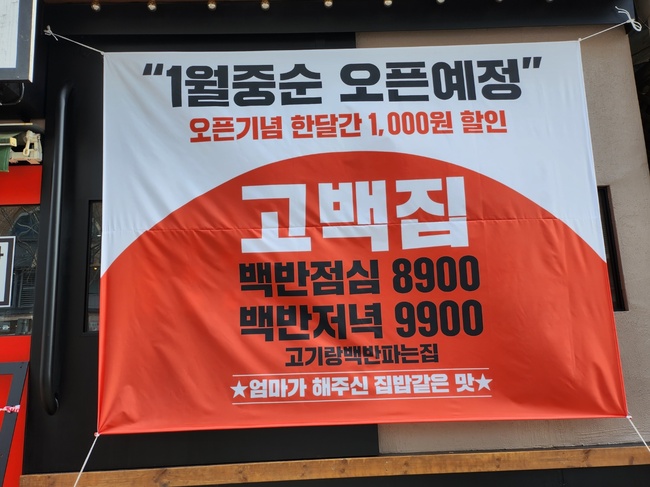 “1월중순 오픈예정”
오픈기념 한달간 1,000원 할인
고백집
백반점심 8900
백반저녁 9900
고기랑백반파는집
★엄마가 해주신 집밥같은 맛★